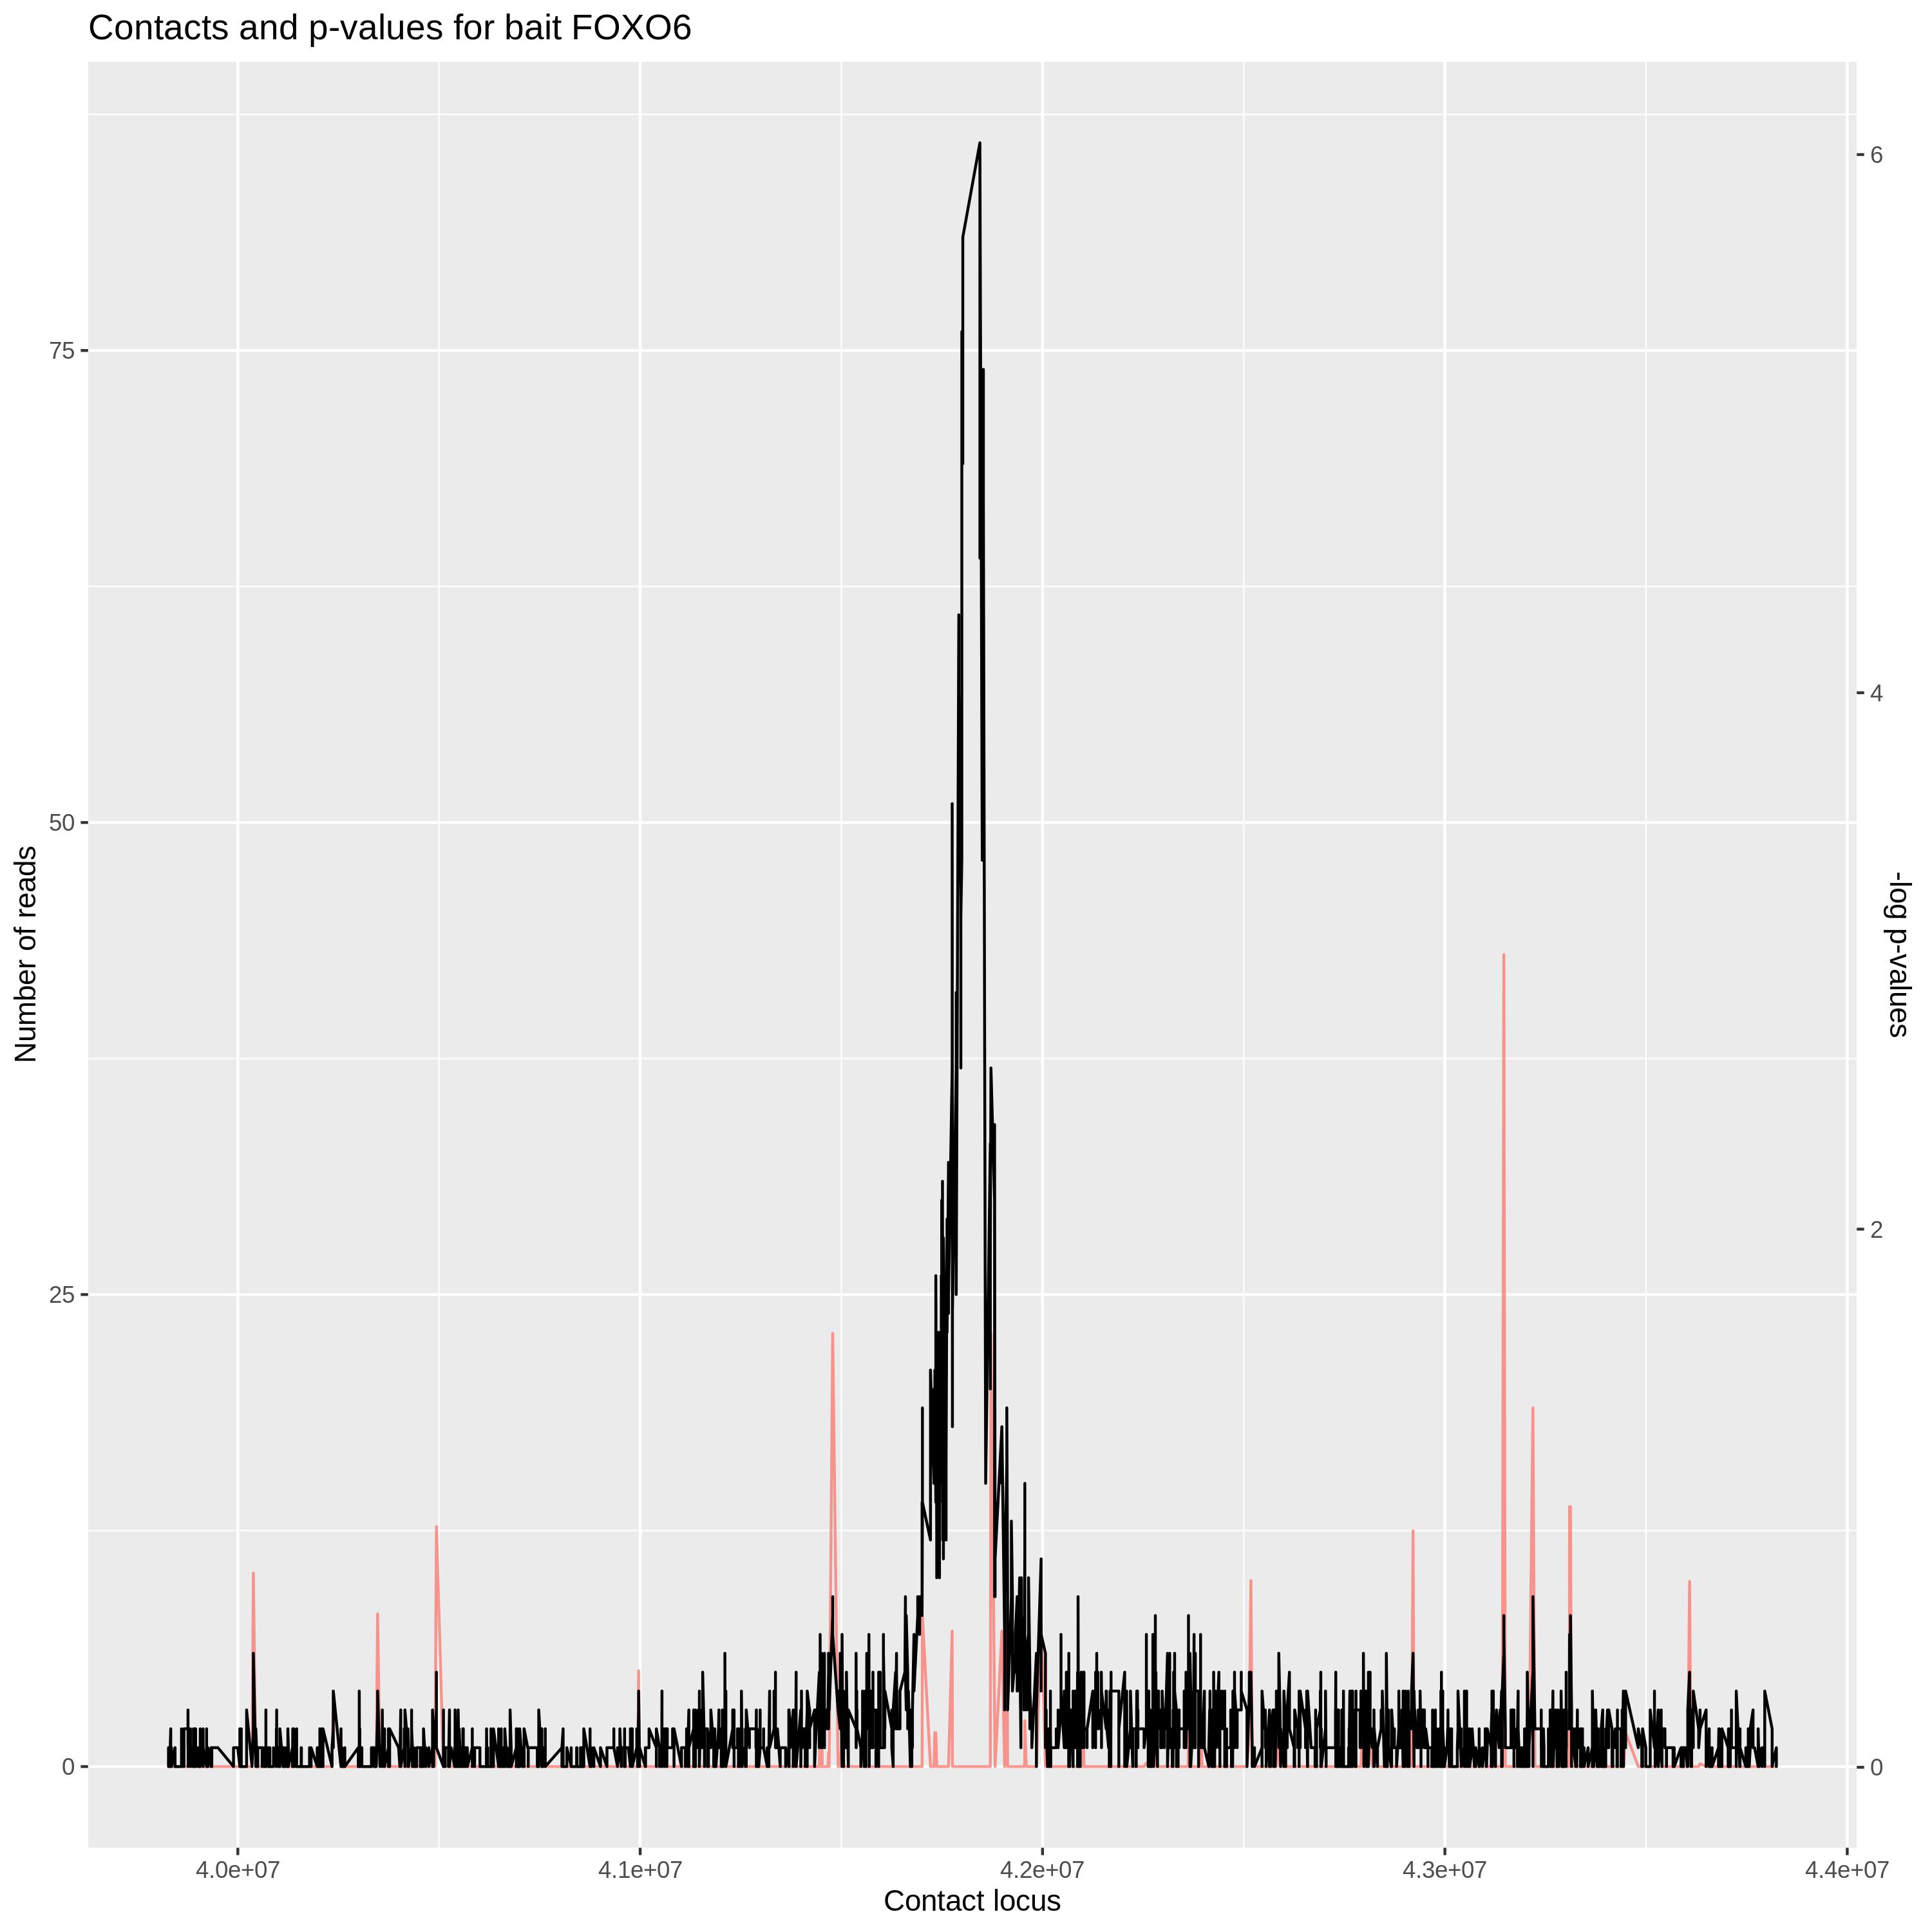 Contacts and p-values for bait FOXO6
Number of reads
75
50
25
0
6
4
2
0
-log p-values
4.0e+07
4.1e+07
4.2e+07
4.3e+07
4.4e+07
Contact locus